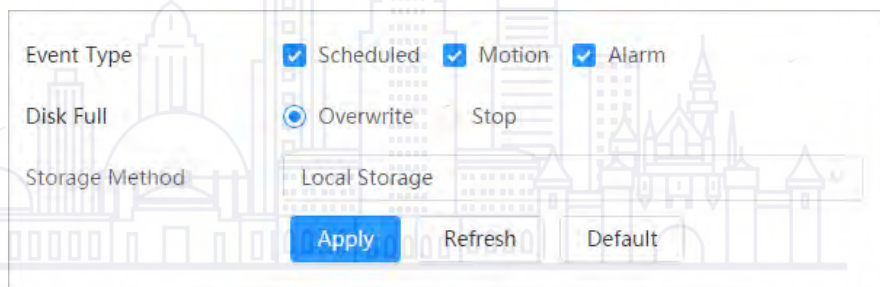 Event Type Scheduled Motion Alarm
Disk Full Overwrite Stop
Storage Method Local Storage
Apply Refresh Default